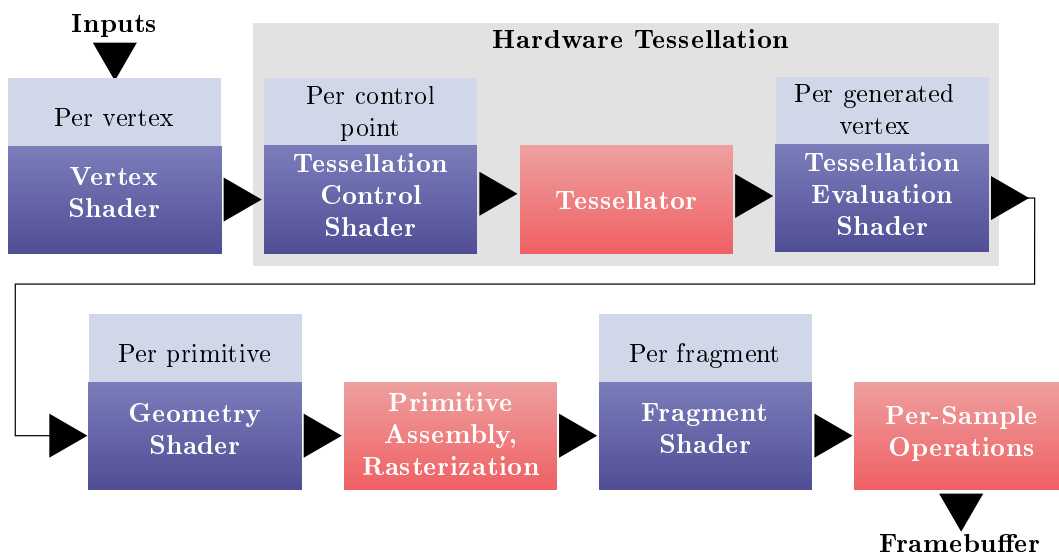 Inputs
Hardware Tessellation
Per vertex
Vertex
Shader
Per control
point
Tessellation
Control
Shader
Tessellator
Per generated
vertex
Tessellation
Evaluation
Shader
Per primitive
Geometry
Shader
Primitive
Assembly,
Rasterization
Per fragment
Fragment
Shader
Per-Sample
Operations
Framebuffer